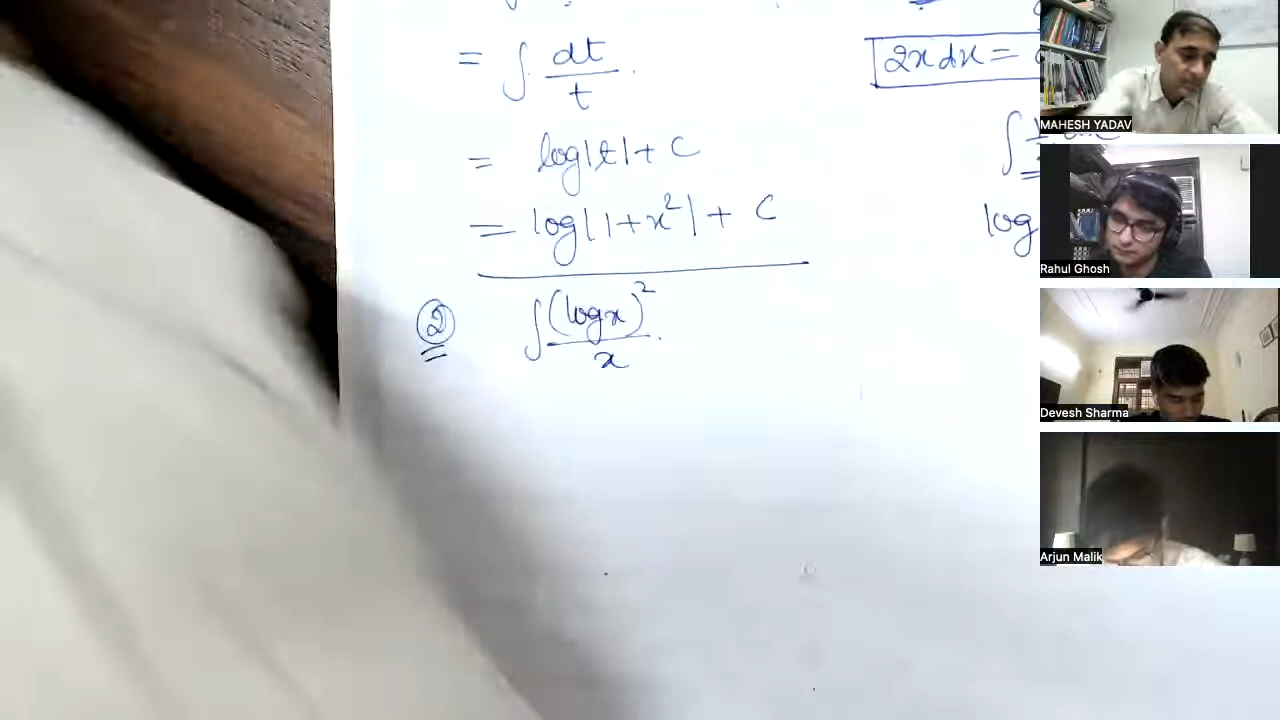 = ∫ dt/t .
= log|t| + C
= log|1+x²| + C
② ∫ (log x)²/x .
2x dx =
log
MAHESH YADAV
Rahul Ghosh
Devesh Sharma
Arjun Malik